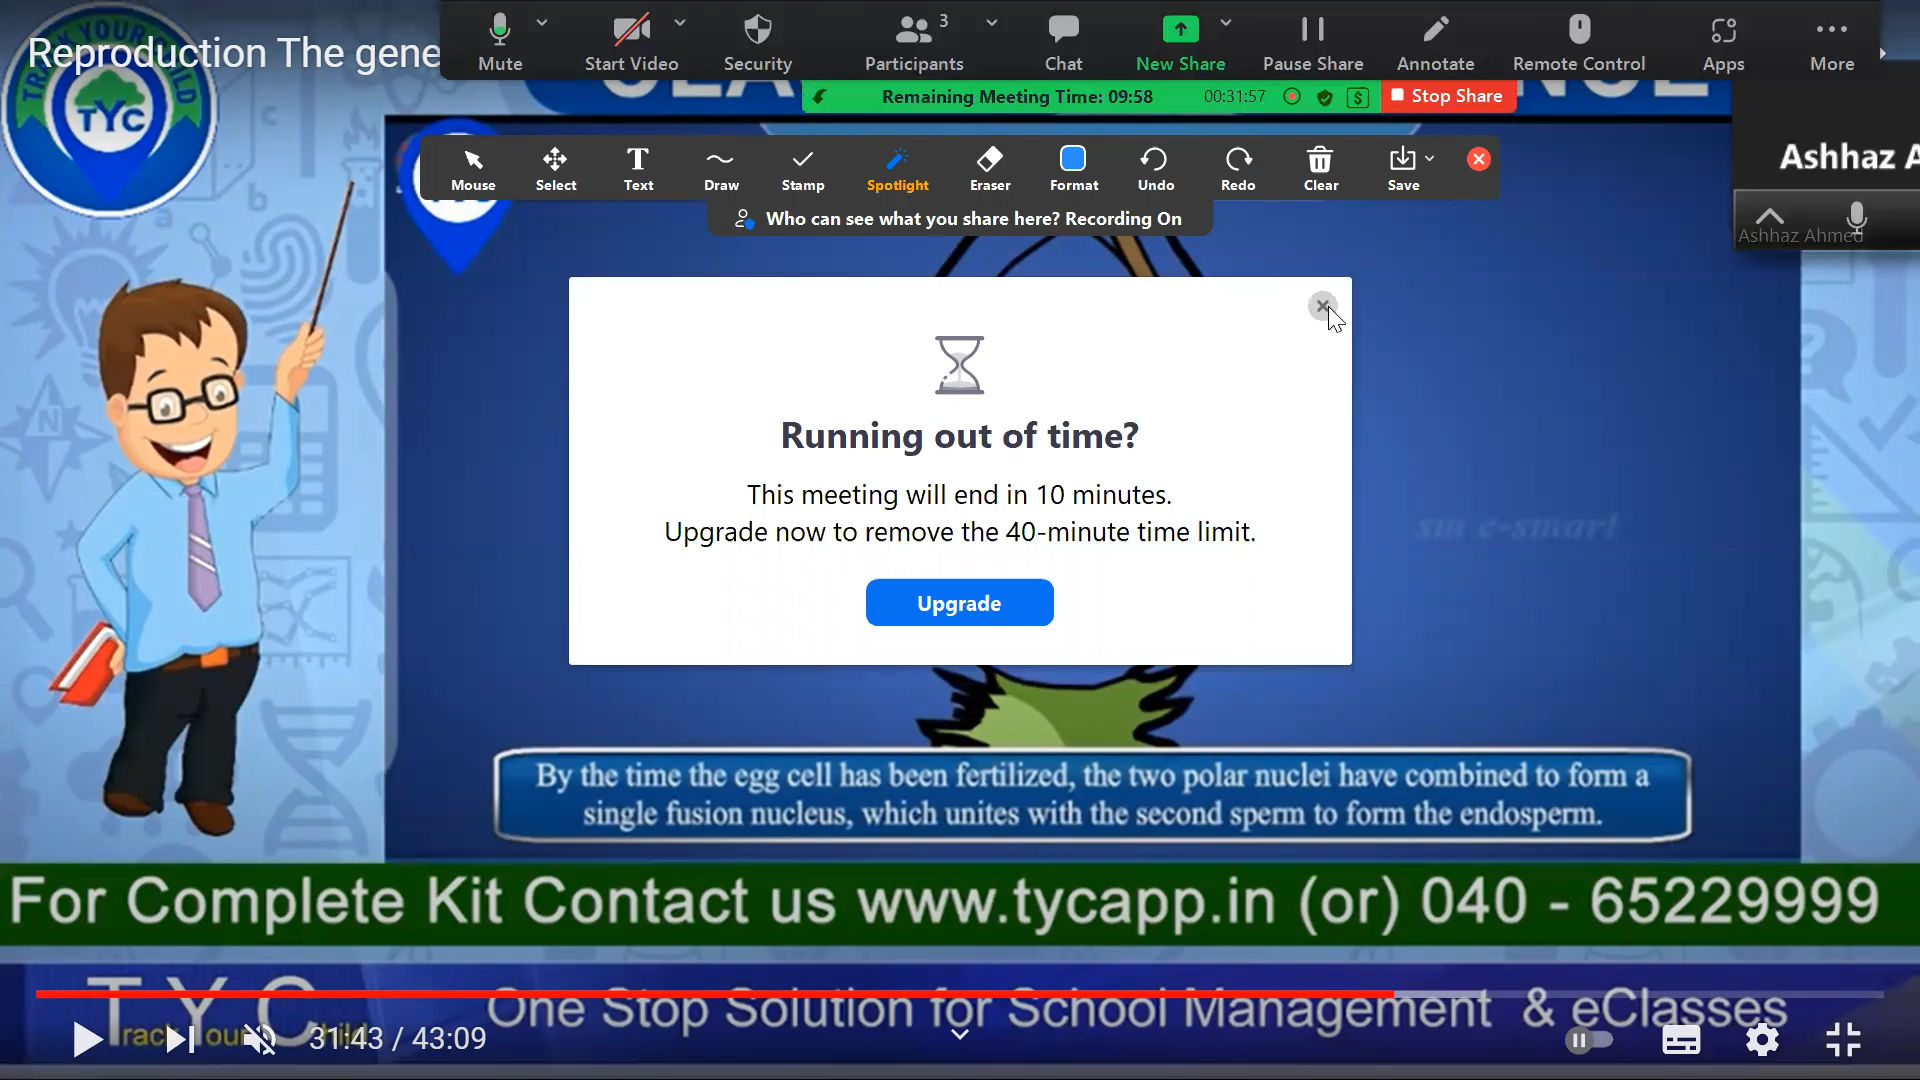 Reproduction The gene
Mute
Start Video
Security
Participants
3
Chat
New Share
Pause Share
Annotate
Remote Control
Apps
More
Remaining Meeting Time: 09:58
00:31:57
Stop Share
TRACK YOUR CHILD
TYC
Mouse
Select
Text
Draw
Stamp
Spotlight
Eraser
Format
Undo
Redo
Clear
Save
Who can see what you share here? Recording On
Ashhaz A
Ashhaz Ahmed
Running out of time?
This meeting will end in 10 minutes.
Upgrade now to remove the 40-minute time limit.
Upgrade
sm e-smart
By the time the egg cell has been fertilized, the two polar nuclei have combined to form a
single fusion nucleus, which unites with the second sperm to form the endosperm.
For Complete Kit Contact us www.tycapp.in (or) 040 - 65229999
T Y C
One Stop Solution for School Management & eClasses
31:43 / 43:09